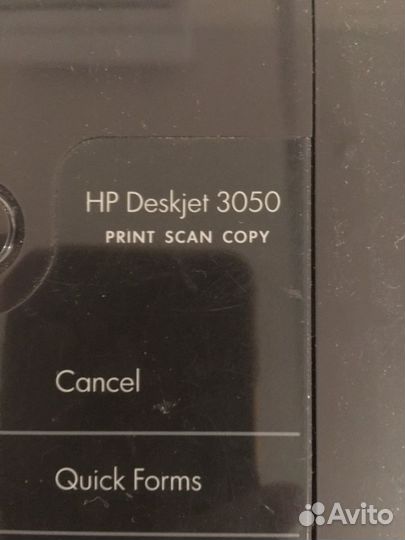 HP Deskjet 3050
PRINT SCAN COPY
Cancel
Quick Forms
Avito